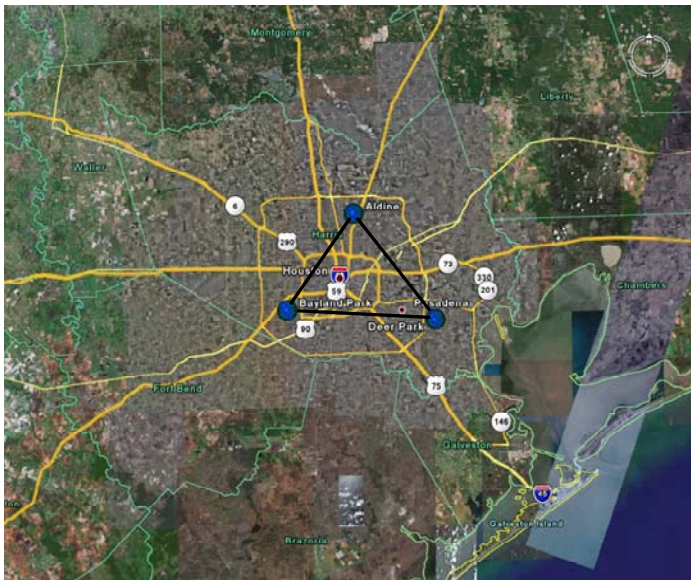 Montgomery
Liberty
Waller
6
Aldine
Harris
290
73
Houston
330
59
201
Chambers
Bayland Park
Pasadena
90
Deer Park
75
Fort Bend
146
Galveston
45
Galveston Island
Brazoria